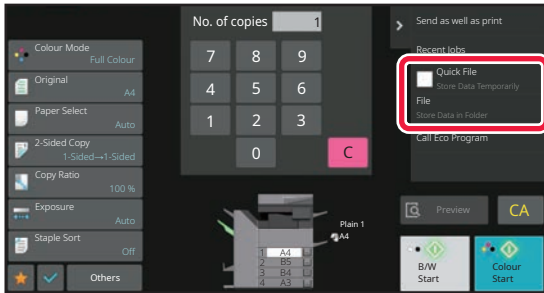 No. of copies 1
Send as well as print
Recent Jobs
Colour Mode
Full Colour
Original
A4
Paper Select
Auto
2-Sided Copy
1-Sided→1-Sided
Copy Ratio
100 %
Exposure
Auto
Staple Sort
Off
Others
7 8 9
4 5 6
1 2 3
0 C
Quick File
Store Data Temporarily
File
Store Data in Folder
Call Eco Program
Plain 1
A4
1 A4
2 B5
3 B4
4 A3
Preview
CA
B/W
Start
Colour
Start